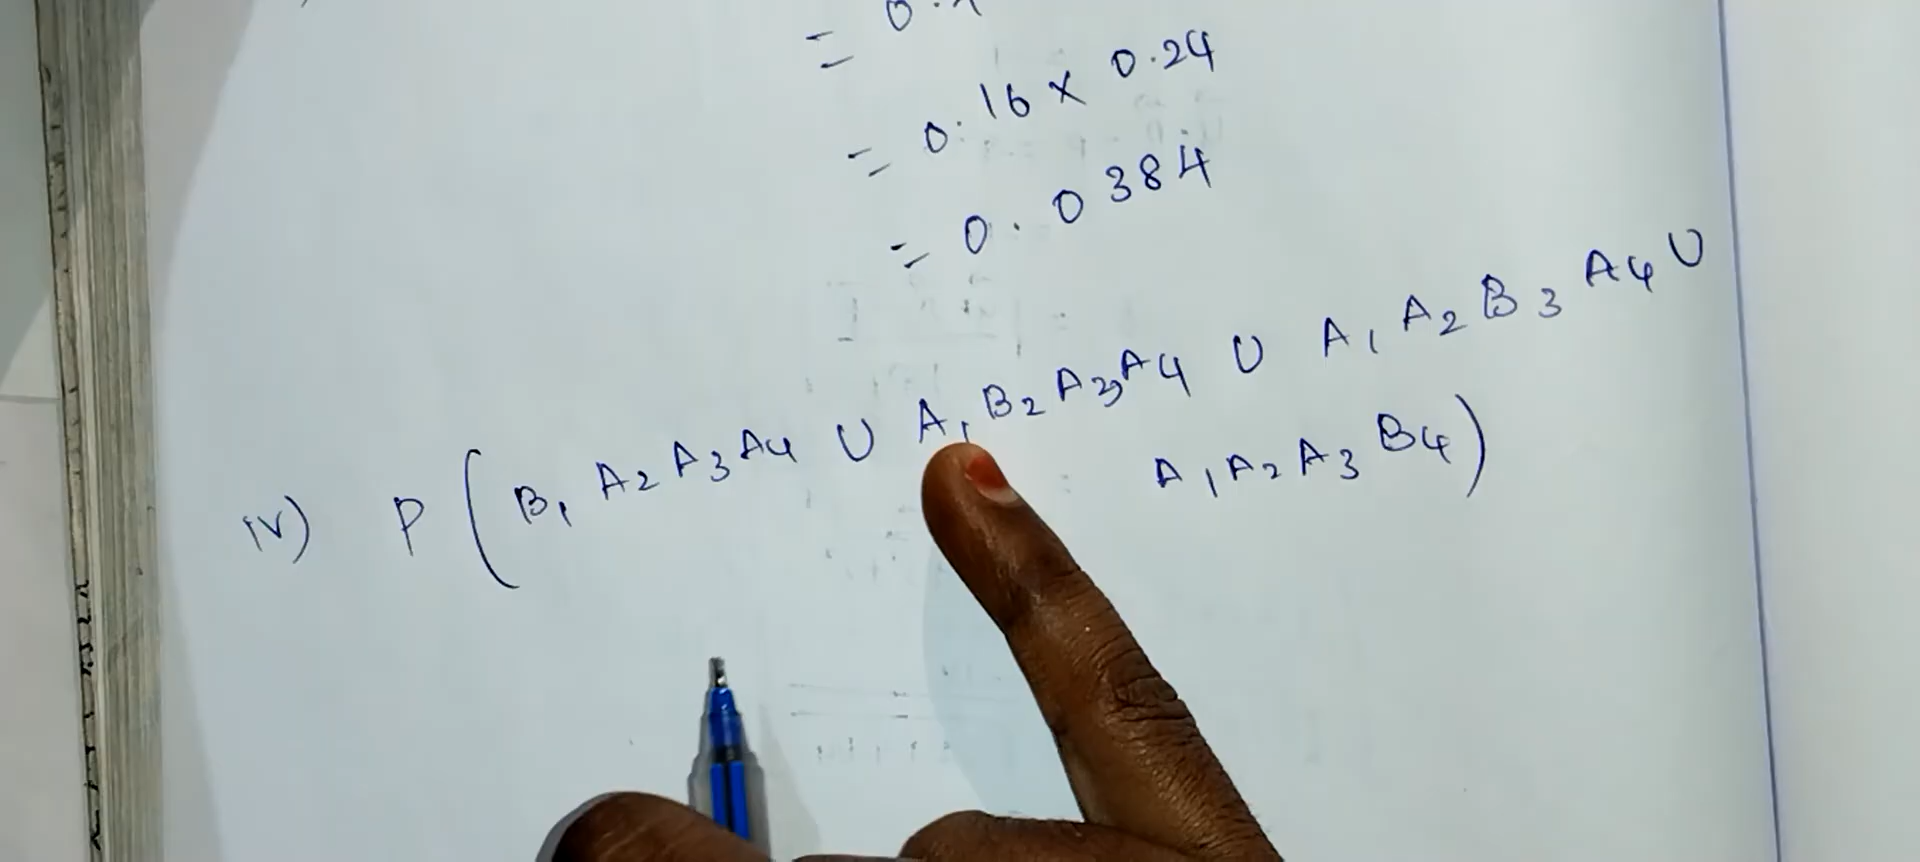 = 0.
= 0.16 × 0.24
= 0.0384
IV) P ( B₁ A₂ A₃ A₄ ∪ A₁ B₂ A₃ A₄ ∪ A₁ A₂ B₃ A₄ ∪
A₁ A₂ A₃ B₄ )